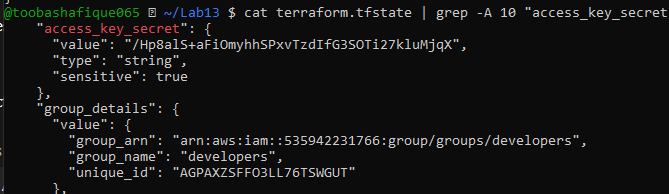 @toobashafique065 ~/Lab13 $ cat terraform.tfstate | grep -A 10 "access_key_secret
"access_key_secret": {
"value": "/Hp8alS+aFiOmyhhSPxvTzdIfG3SOTi27kluMjqX",
"type": "string",
"sensitive": true
},
"group_details": {
"value": {
"group_arn": "arn:aws:iam::535942231766:group/groups/developers",
"group_name": "developers",
"unique_id": "AGPAXZSFFO3LL76TSWGUT"
},